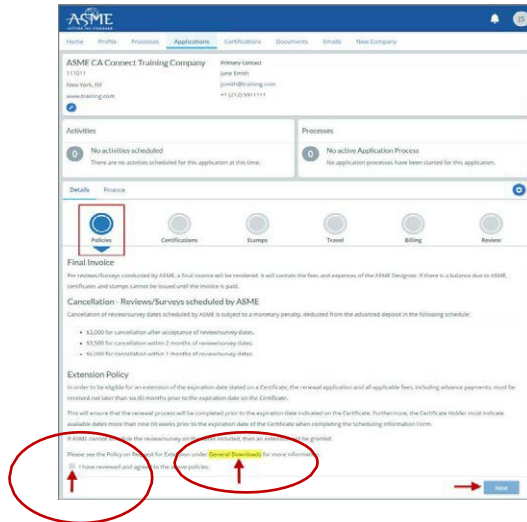 ASME
SETTING THE STANDARD
Home Profile Processes Applications Certifications Documents Emails New Company
ASME CA Connect Training Company
111011
New York, NY
www.training.com
Primary Contact
Jane Smith
jsmith@training.com
+1 (212) 5911111
Activities
0
No activities scheduled
There are no activities scheduled for this application at this time.
Processes
0
No active Application Process
No application processes have been started for this application.
Details Finance
Policies Certifications Stamps Travel Billing Review
Final Invoice
For reviews/Surveys conducted by ASME, a final invoice will be rendered. It will contain the fees and expenses of the ASME Designee. If there is a balance due to ASME,
certificates and stamps cannot be issued until the invoice is paid.
Cancellation - Reviews/Surveys scheduled by ASME
Cancellation of review/survey dates scheduled by ASME is subject to a monetary penalty, deducted from the advanced deposit in the following schedule:
• $2,000 for cancellation after acceptance of review/survey dates.
• $3,500 for cancellation within 2 months of review/survey dates.
• $5,000 for cancellation within 1 months of review/survey dates.
Extension Policy
In order to be eligible for an extension of the expiration date stated on a Certificate, the renewal application and all applicable fees, including advance payments, must be
received not later than six (6) months prior to the expiration date on the Certificate.
This will ensure that the renewal process will be completed prior to the expiration date indicated on the Certificate. Furthermore, the Certificate Holder must indicate
available dates more than nine (9) weeks prior to the expiration date of the Certificate when completing the Scheduling Information Form.
If ASME cannot schedule the review/survey on the dates included, then an extension will be granted.
Please see the Policy on Request for Extension under General Downloads for more information.
I have reviewed and agreed to the above policies.
Next